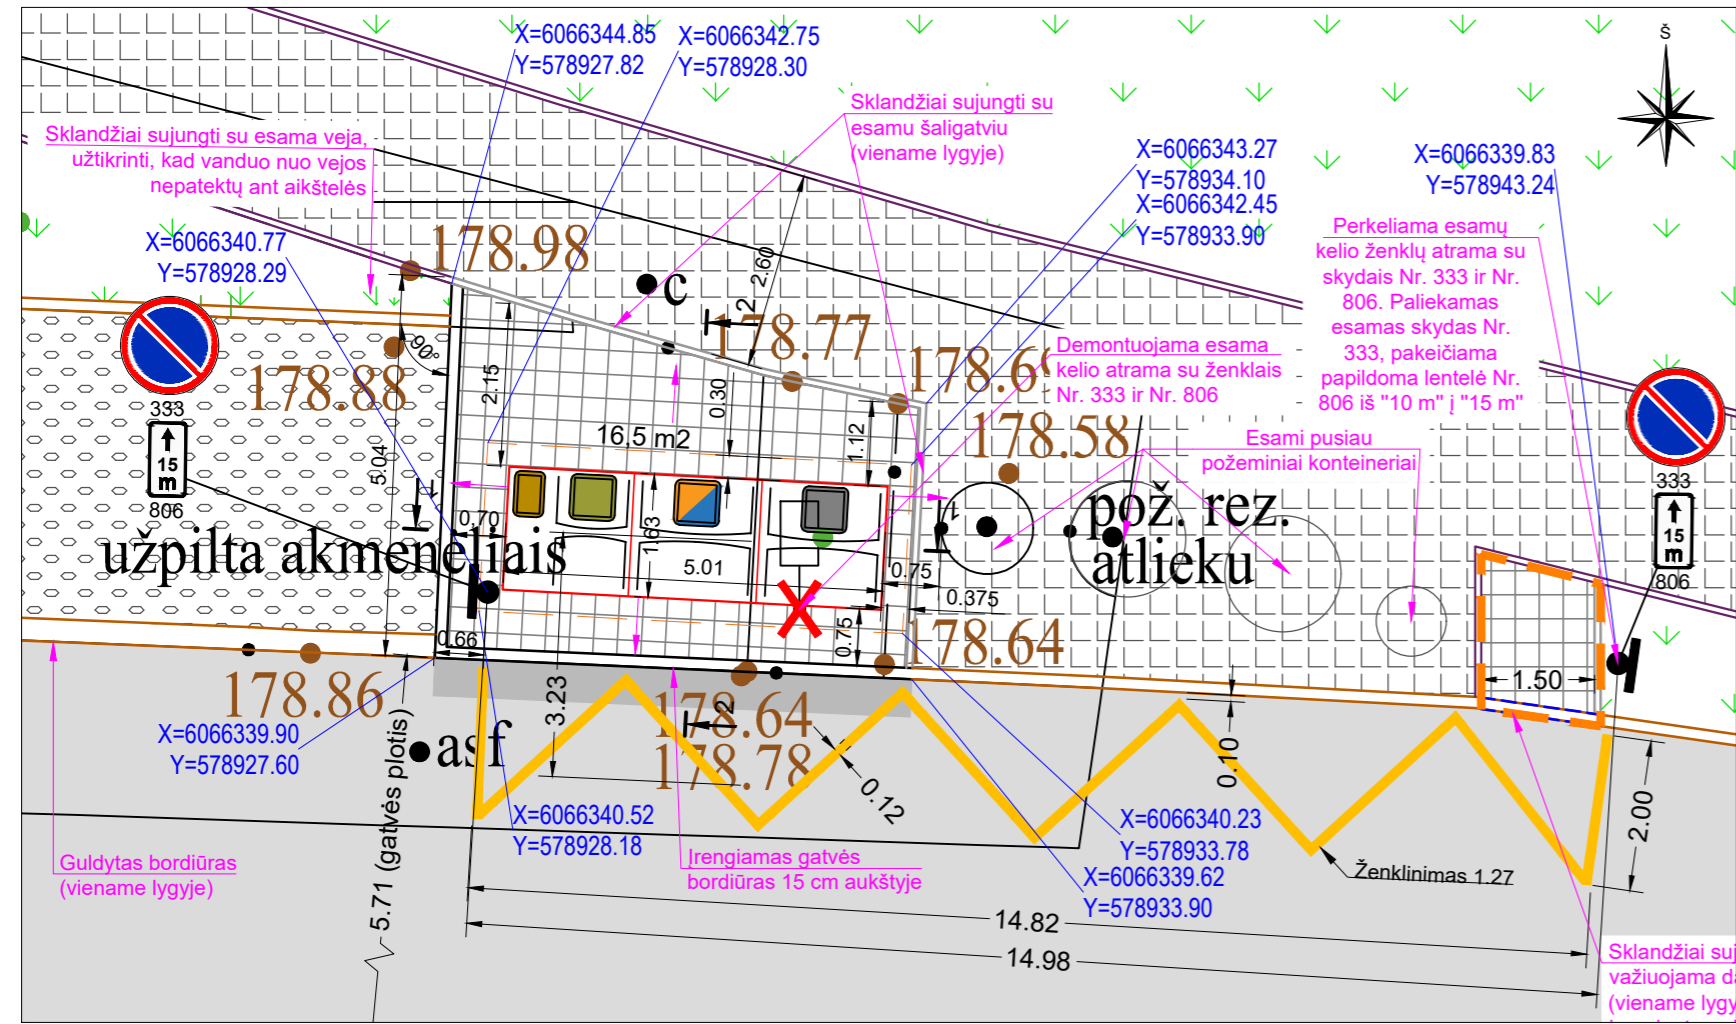 X=6066344.85
Y=578927.82
X=6066342.75
Y=578928.30
Š
Sklandžiai sujungti su esama veja,
užtikrinti, kad vanduo nuo vejos
nepatektų ant aikštelės
Sklandžiai sujungti su
esamu šaligatviu
(viename lygyje)
X=6066343.27
Y=578934.10
X=6066342.45
Y=578933.90
X=6066339.83
Y=578943.24
X=6066340.77
Y=578928.29
178.98
c
2.60
2
178.77
Perkeliama esamų
kelio ženklų atrama su
skydais Nr. 333 ir Nr.
806. Paliekamas
esamas skydas Nr.
333, pakeičiama
papildoma lentelė Nr.
806 iš "10 m" į "15 m"
Demontuojama esama
kelio atrama su ženklais
Nr. 333 ir Nr. 806
90°
178.88
2.15
0.30
1.12
178.58
333
15
m
806
16,5 m2
Esami pusiau
požeminiai konteineriai
5.04
333
15
m
806
užpilta akmenėliais
0.70
1.63
5.01
0.75
0.375
1
pož. rez.
atlieku
0.66
0.75
178.64
1.50
178.86
3.23
178.64
2
178.78
asf
0.12
0.10
2.00
X=6066339.90
Y=578927.60
5.71 (gatvės plotis)
X=6066340.52
Y=578928.18
X=6066340.23
Y=578933.78
X=6066339.62
Y=578933.90
Guldytas bordiūras
(viename lygyje)
Įrengiamas gatvės
bordiūras 15 cm aukštyje
Ženklinimas 1.27
14.82
14.98
Sklandžiai
važiuojama
(viename